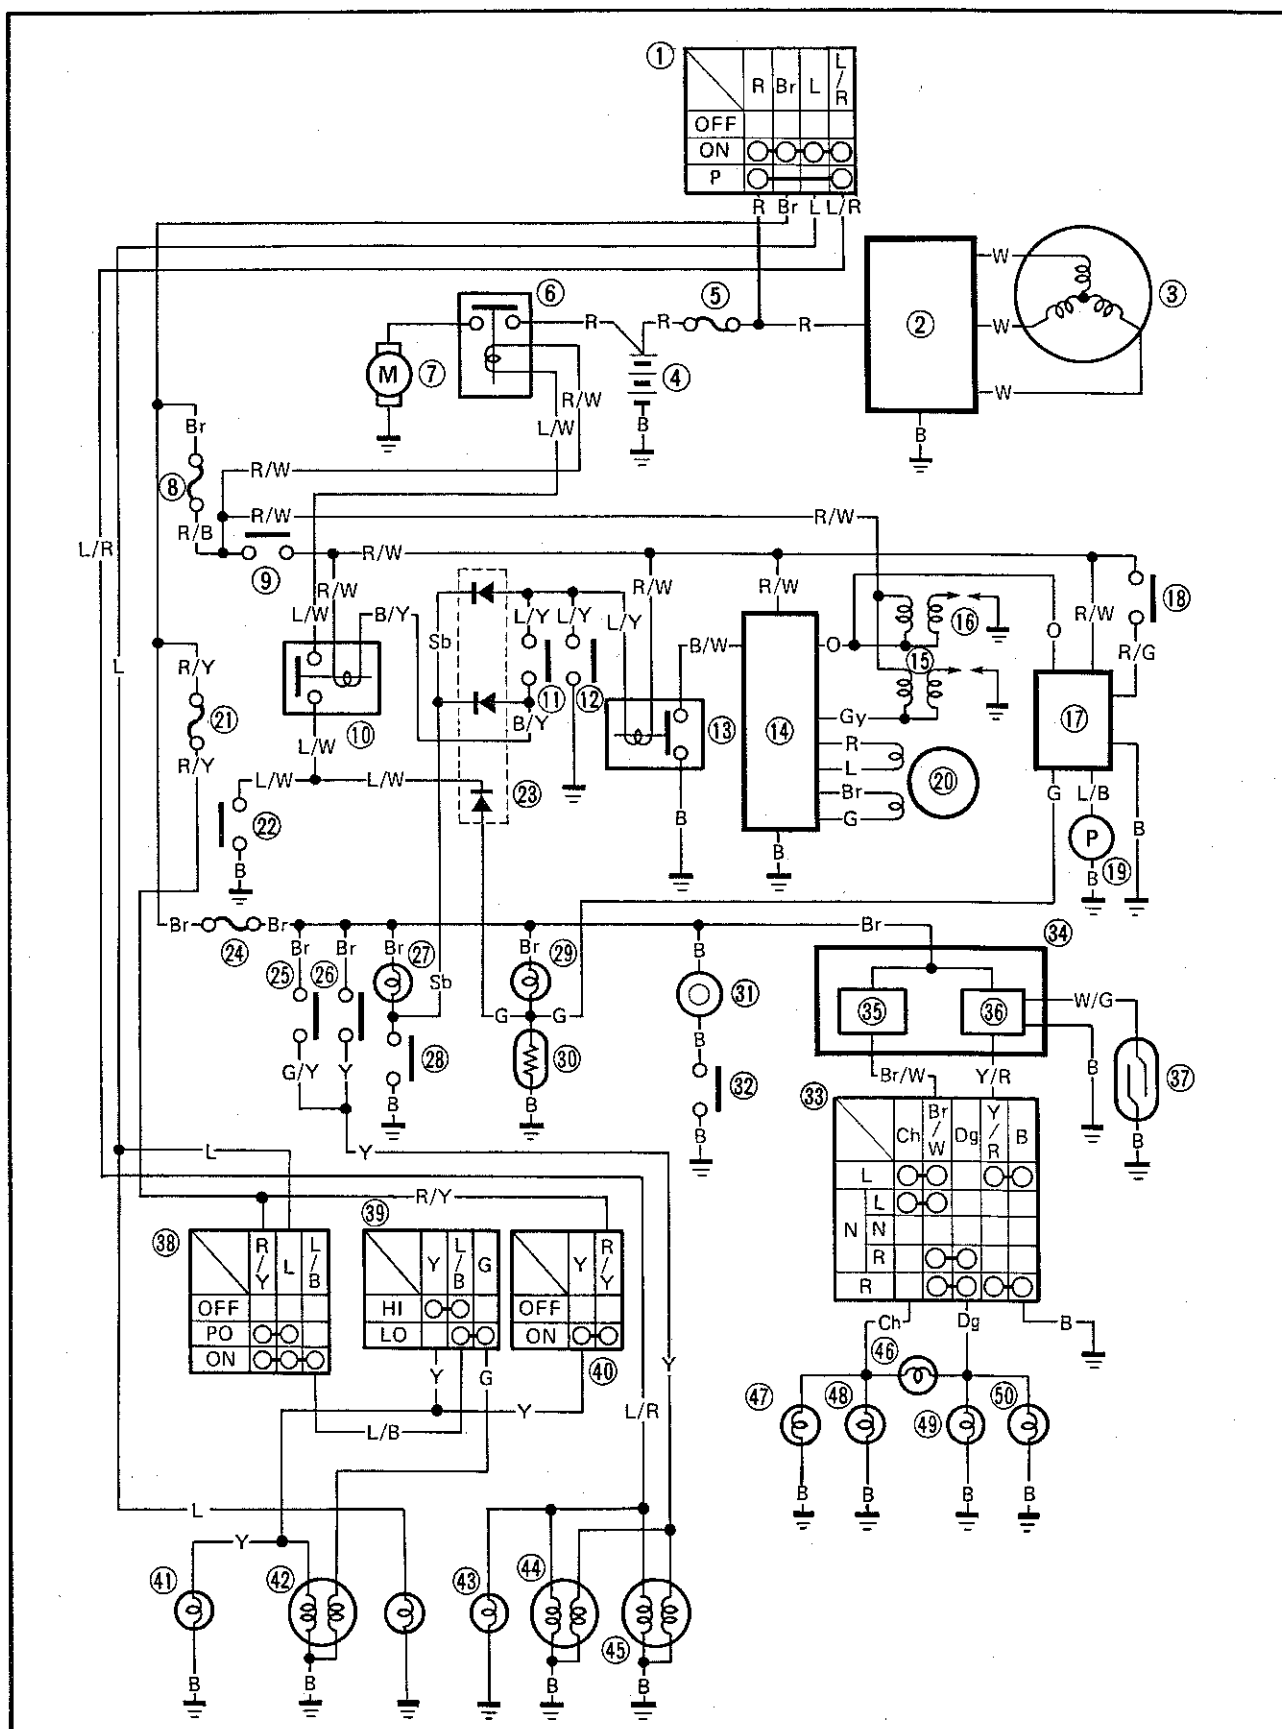 ①
R Br L L/R
OFF
ON
P
R Br L L/R
⑥ ⑤
W
③
R R R ② W
M ⑦ ④
R/W
L/W
B
W
B
Br
⑧
R/W
R/B
R/W R/W
L/R
R/W
⑨
R/W L/Y L/Y R/W R/W
⑱
L/W B/Y Sb L/Y B/W O ⑯ O R/W R/G
⑮
L
R/Y
⑪ ⑫
B/Y
⑬ ⑭ Gy ⑰
㉑ ⑩
R
L
⑳
R/Y L/W
L/W L/W
㉓
Br
G
G L/B
㉒
B B P B
B
⑲
B
Br Br Br
㉔
㉞
Br Br Br Br B
㉕ ㉖ ㉗ ㉙
Sb
㉛ ㉟ ㊱ W/G
G G
G/Y Y ㉘ ㉚ B
㉜
Br/W Y/R B ㊲
B B B B
㉝
Ch Br/W Dg Y/R B
L Y
L
L
N N
R
R
R/Y
㊳ ㊴
R/Y L L/B
Y L/B G
Y R/Y
OFF
PO
ON
HI
LO
OFF
ON
Ch Dg B
㊵ ㊻
Y G Y
Y L/R
L/B
㊼ ㊽ ㊾ ㊿
B B B B
L
Y
㊶ ㊷ ㊸ ㊹
㊺
B B B B